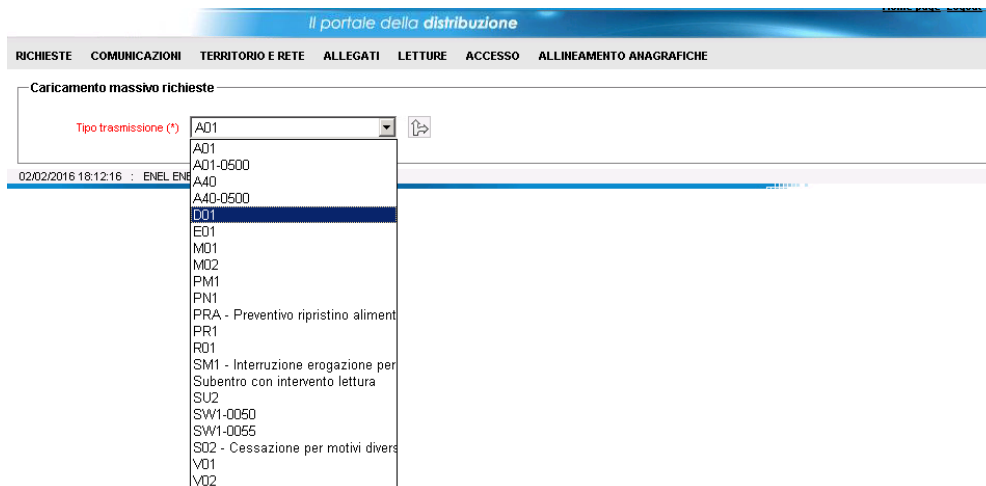 Home page Logout
Il portale della distribuzione
RICHIESTE COMUNICAZIONI TERRITORIO E RETE ALLEGATI LETTURE ACCESSO ALLINEAMENTO ANAGRAFICHE
Caricamento massivo richieste
Tipo trasmissione (*) A01
A01
A01-0500
02/02/2016 18:12:16 : ENEL ENE
A40
A40-0500
D01
E01
M01
M02
PM1
PN1
PRA - Preventivo ripristino aliment
PR1
R01
SM1 - Interruzione erogazione per
Subentro con intervento lettura
SU2
SW1-0050
SW1-0055
S02 - Cessazione per motivi divers
V01
V02